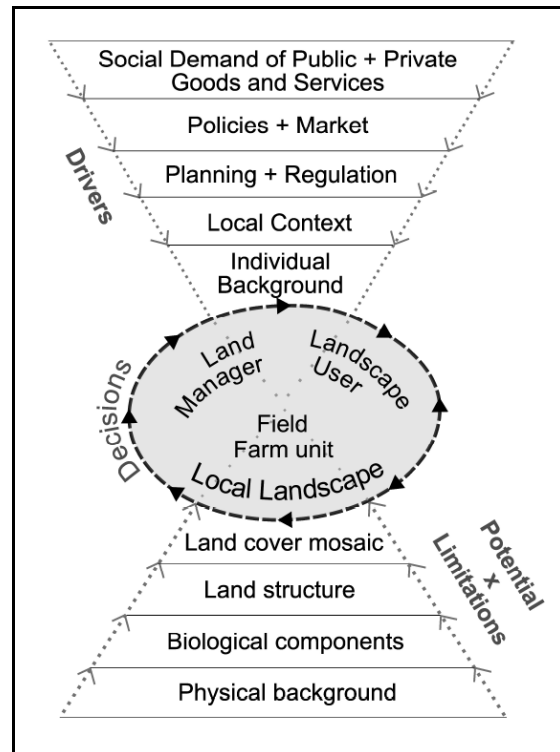 Social Demand of Public + Private
Goods and Services
Policies + Market
Drivers
Planning + Regulation
Local Context
Individual
Background
Land
Manager
Landscape
User
Decisions
Field
Farm unit
Local Landscape
Land cover mosaic
Potential
x
Limitations
Land structure
Biological components
Physical background